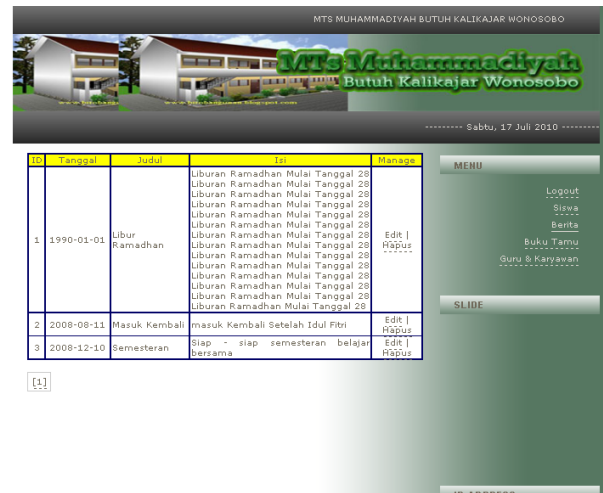 MTS MUHAMMADIYAH BUTUH KALIKAJAR WONOSOBO
MTs Muhammadiyah
Butuh Kalikajar Wonosobo
--------- Sabtu, 17 Juli 2010 ---------
ID Tanggal Judul Isi Manage
1 1990-01-01 Libur Ramadhan
Liburan Ramadhan Mulai Tanggal 28
Liburan Ramadhan Mulai Tanggal 28
Liburan Ramadhan Mulai Tanggal 28
Liburan Ramadhan Mulai Tanggal 28
Liburan Ramadhan Mulai Tanggal 28
Liburan Ramadhan Mulai Tanggal 28
Liburan Ramadhan Mulai Tanggal 28
Liburan Ramadhan Mulai Tanggal 28
Liburan Ramadhan Mulai Tanggal 28
Liburan Ramadhan Mulai Tanggal 28
Liburan Ramadhan Mulai Tanggal 28
Liburan Ramadhan Mulai Tanggal 28
Liburan Ramadhan Mulai Tanggal 28
Liburan Ramadhan Mulai Tanggal 28
Edit |
Hapus
2 2008-08-11 Masuk Kembali masuk Kembali Setelah Idul Fitri Edit |
Hapus
3 2008-12-10 Semesteran Siap - siap semesteran belajar bersama Edit |
Hapus
[1]
MENU
Logout
Siswa
Berita
Buku Tamu
Guru & Karyawan
SLIDE